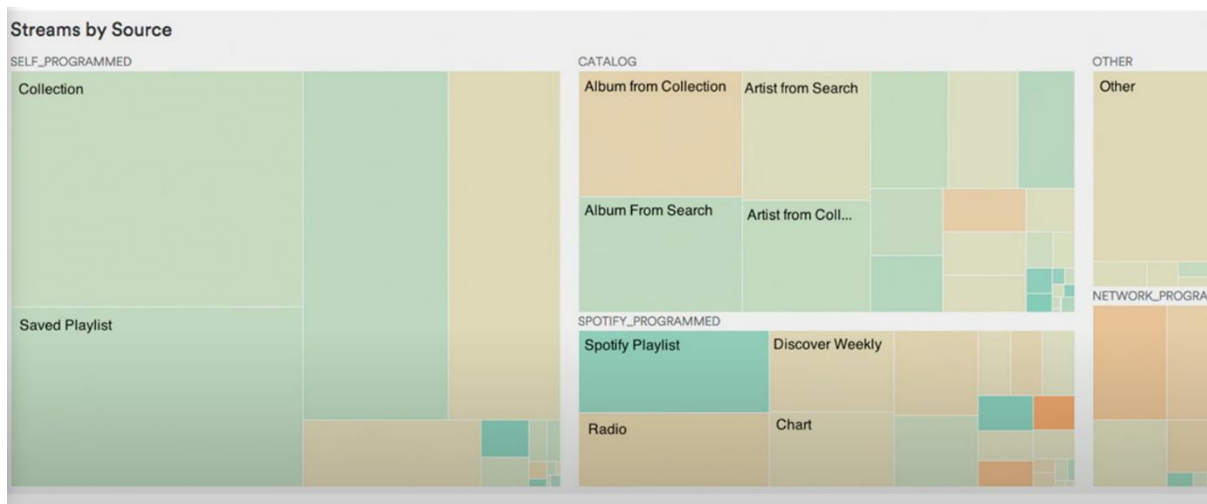 Streams by Source
SELF_PROGRAMMED
Collection
Saved Playlist
CATALOG
Album from Collection
Artist from Search
Album From Search
Artist from Coll...
SPOTIFY_PROGRAMMED
Spotify Playlist
Discover Weekly
Radio
Chart
OTHER
Other
NETWORK_PROGRA